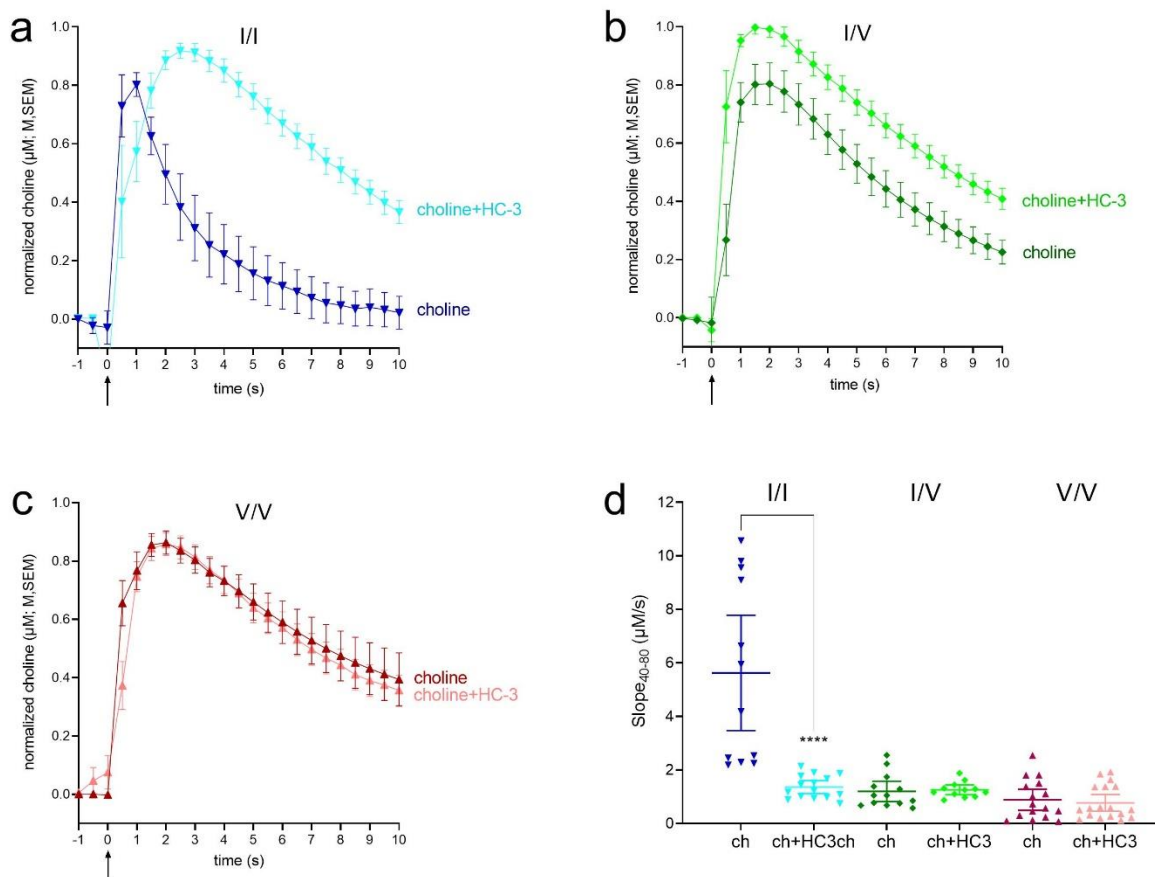 a
I/I
normalized choline (µM; M,SEM)
1.0
0.8
0.6
0.4
0.2
0.0
choline+HC-3
choline
-1 0 1 2 3 4 5 6 7 8 9 10
time (s)
b
I/V
normalized choline (µM; M,SEM)
1.0
0.8
0.6
0.4
0.2
0.0
choline+HC-3
choline
-1 0 1 2 3 4 5 6 7 8 9 10
time (s)
c
V/V
normalized choline (µM; M,SEM)
1.0
0.8
0.6
0.4
0.2
0.0
choline
choline+HC-3
-1 0 1 2 3 4 5 6 7 8 9 10
time (s)
d
I/I I/V V/V
Slope40-80 (µM/s)
12
10
8
6
4
2
0
****
ch ch+HC3ch ch ch+HC3 ch ch+HC3